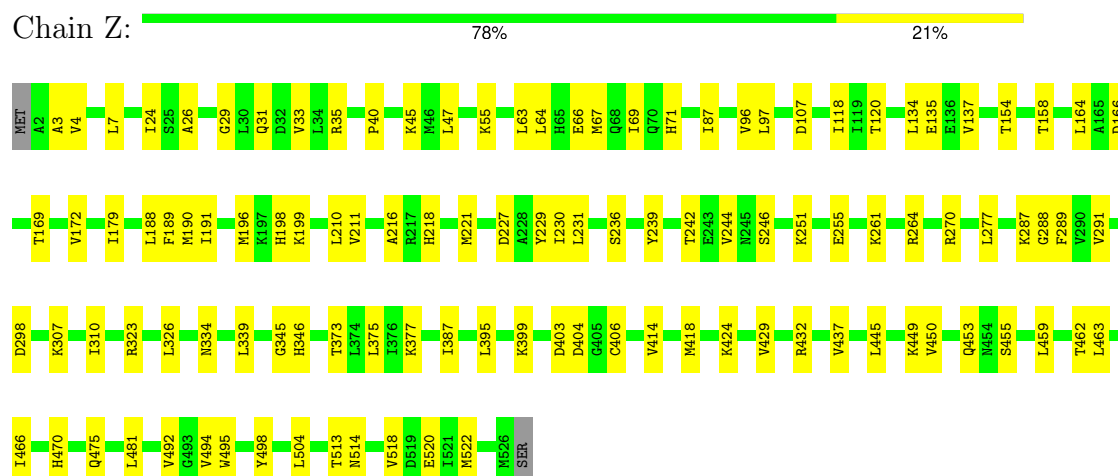 Chain Z:
78% 21%
MET A2 A3 V4 L7 I24 S25 A26 G29 L30 Q31 D32 V33 L34 R35 P40 K45 M46 L47 K55 L63 L64 H65 E66 M67 Q68 I69 Q70 H71 I87 V96 L97 D107 I118 I119 T120 L134 E135 E136 V137 T154 T158 L164 A165 D166
T169 V172 I179 L188 F189 M190 I191 M196 K197 H198 K199 L210 V211 A216 R217 H218 M221 D227 A228 Y229 I230 L231 S236 Y239 T242 E243 V244 N245 S246 K251 E255 K261 R264 R270 L277 K287 G288 F289 V290 V291
D298 K307 I310 R323 L326 N334 L339 G345 H346 T373 L374 L375 I376 K377 I387 L395 K399 D403 D404 G405 C406 V414 M418 K424 V429 R432 V437 L445 K449 V450 Q453 N454 S455 L459 T462 L463
I466 H470 Q475 L481 V492 G493 V494 W495 Y498 L504 T513 N514 V518 D519 E520 I521 M522 M526 SER